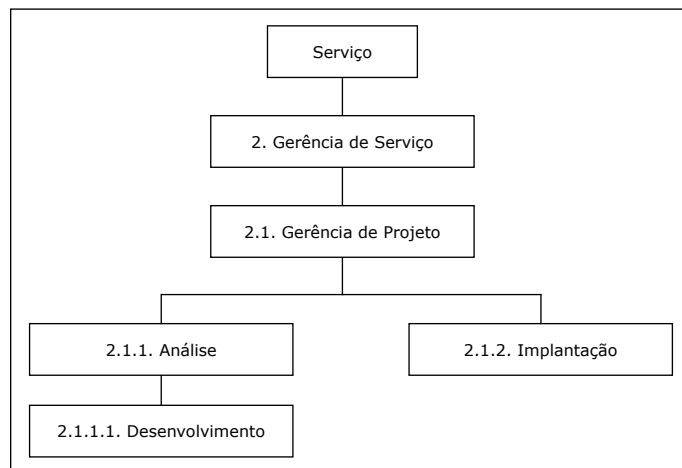 Serviço
2. Gerência de Serviço
2.1. Gerência de Projeto
2.1.1. Análise
2.1.2. Implantação
2.1.1.1. Desenvolvimento